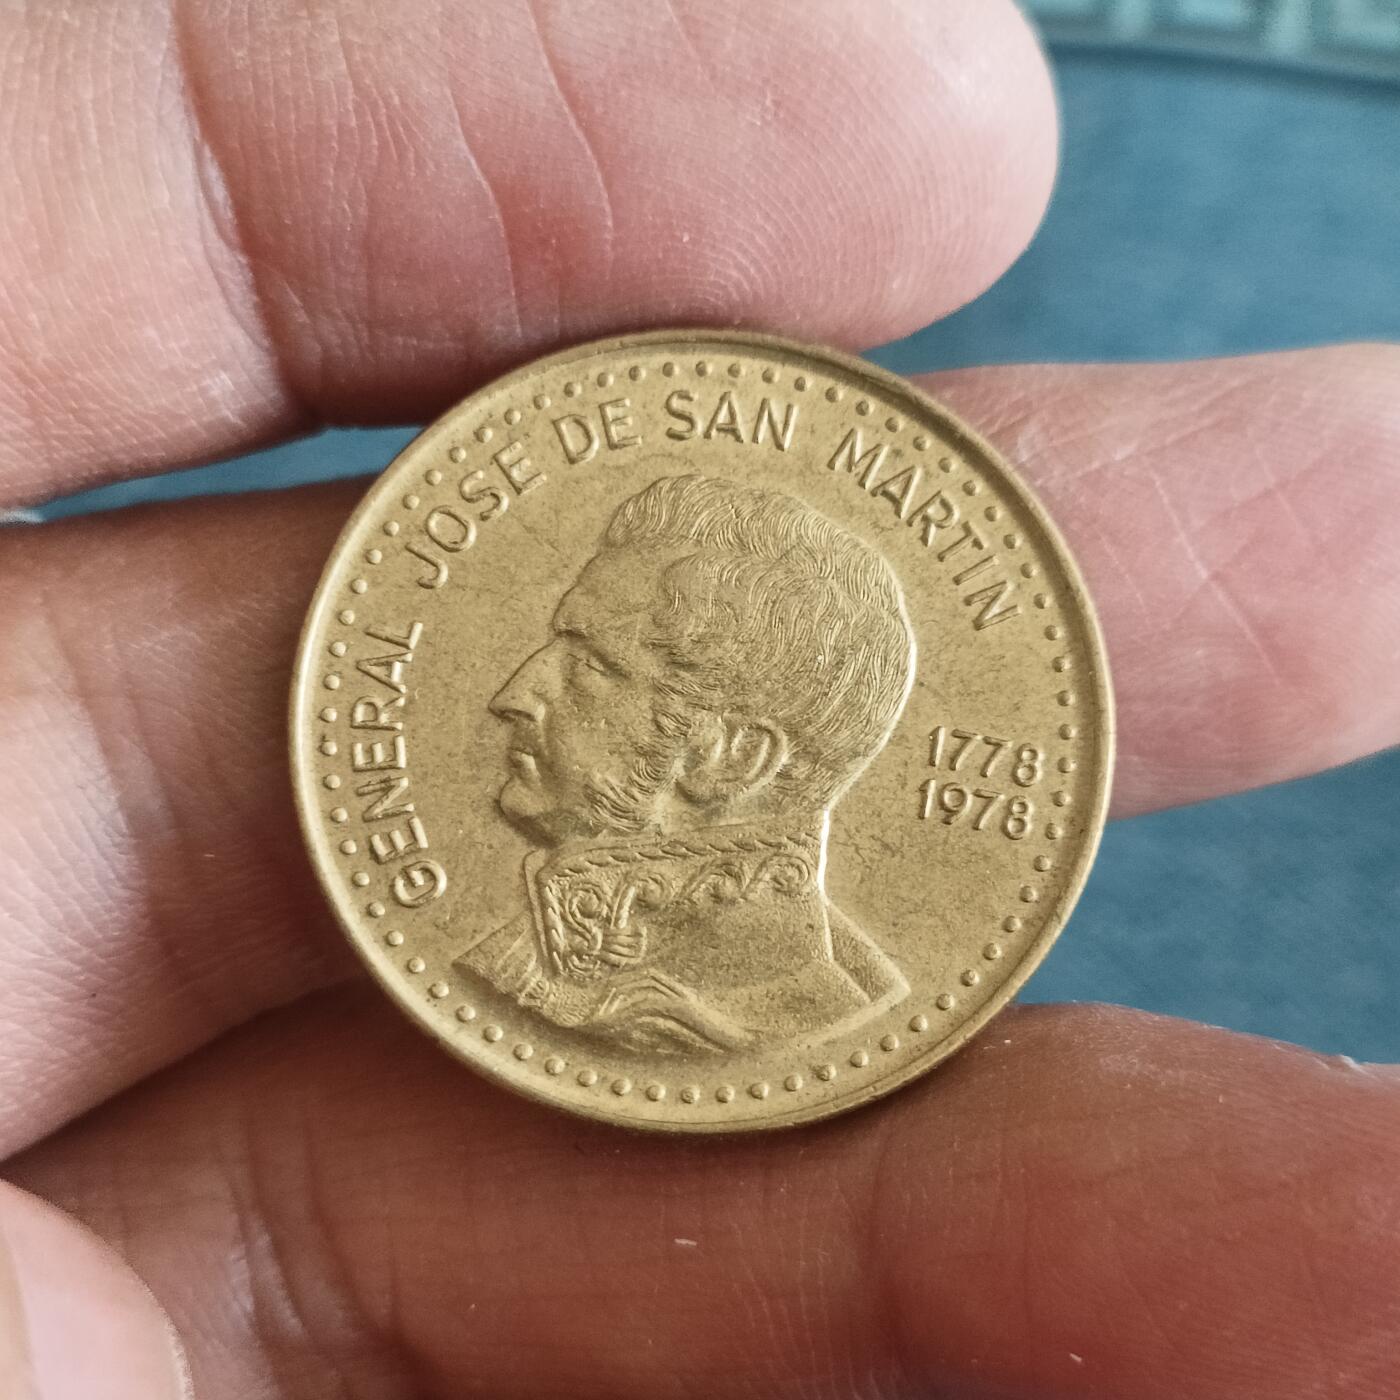 GENERAL JOSE DE SAN MARTIN
1778
1978